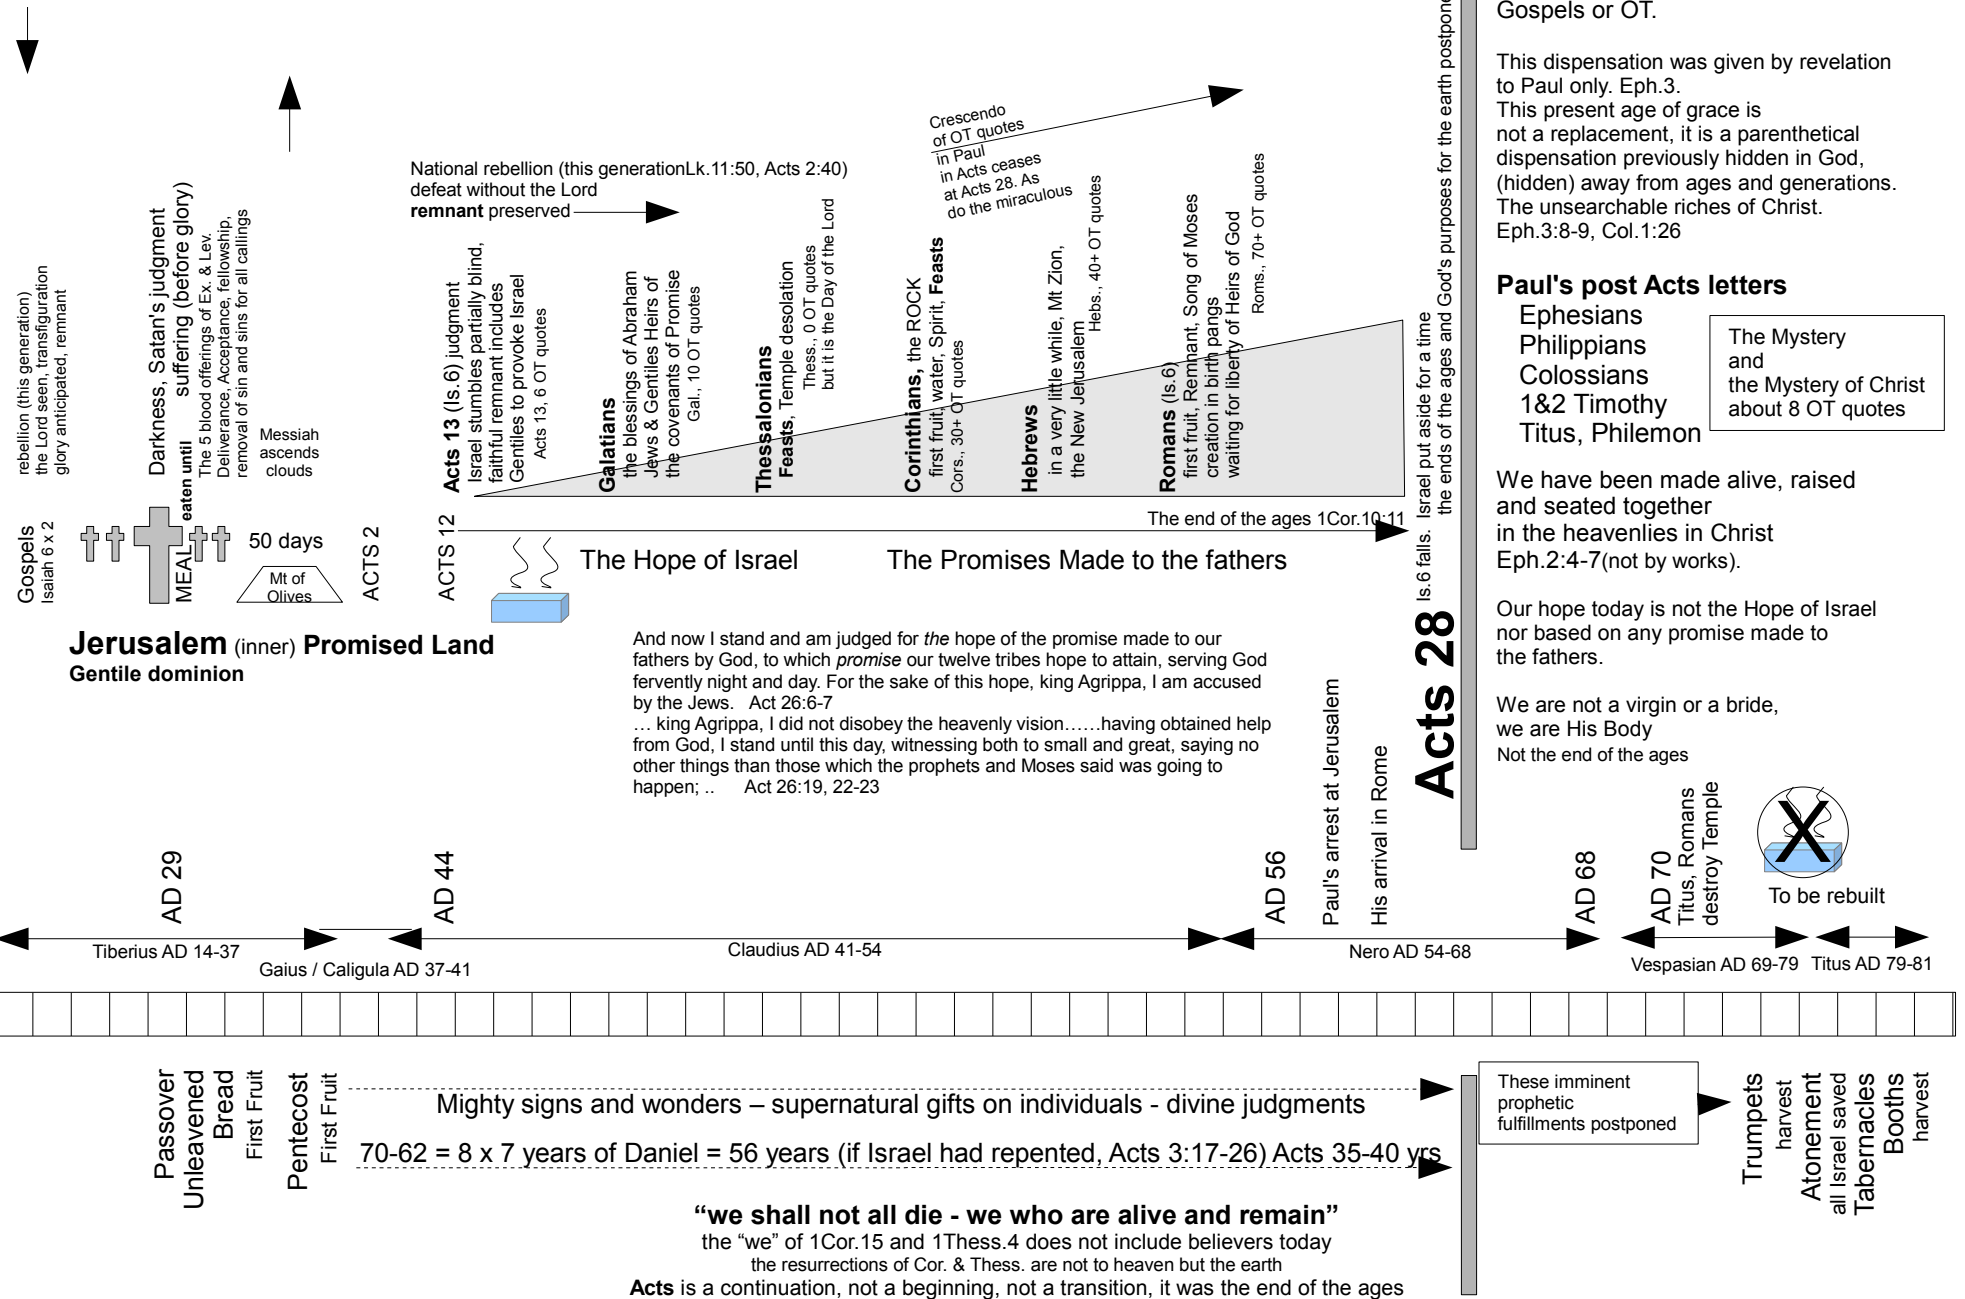 rebellion (this generation)
the Lord seen, transfiguration
glory anticipated, remnant
Gospels
Isaiah 6 x 2
Darkness, Satan's judgment
suffering (before glory)
MEAL eaten until
The 5 blood offerings of Ex. & Lev.
Deliverance, Acceptance, fellowship,
removal of sin and sins for all callings
Messiah
ascends
clouds
50 days
Mt of
Olives
ACTS 2
ACTS 12
Jerusalem (inner) Promised Land
Gentile dominion
National rebellion (this generationLk.11:50, Acts 2:40)
defeat without the Lord
remnant preserved
Acts 13 (Is.6) judgment
Israel stumbles partially blind,
faithful remnant includes
Gentiles to provoke Israel
Acts 13, 6 OT quotes
Galatians
the blessings of Abraham
Jews & Gentiles Heirs of
the covenants of Promise
Gal., 10 OT quotes
Thessalonians
Feasts, Temple desolation
Thess., 0 OT quotes
but it is the Day of the Lord
Corinthians, the ROCK
first fruit, water, Spirit, Feasts
Cors., 30+ OT quotes
Crescendo
of OT quotes
in Paul
in Acts ceases
at Acts 28. As
do the miraculous
Hebrews
in a very little while, Mt Zion,
the New Jerusalem
Hebs., 40+ OT quotes
Romans (Is.6)
first fruit, Remnant, Song of Moses
creation in birth pangs
waiting for liberty of Heirs of God
Roms., 70+ OT quotes
The end of the ages 1Cor.10:11
The Hope of Israel
The Promises Made to the fathers
And now I stand and am judged for the hope of the promise made to our
fathers by God, to which promise our twelve tribes hope to attain, serving God
fervently night and day. For the sake of this hope, king Agrippa, I am accused
by the Jews. Act 26:6-7
… king Agrippa, I did not disobey the heavenly vision……having obtained help
from God, I stand until this day, witnessing both to small and great, saying no
other things than those which the prophets and Moses said was going to
happen; .. Act 26:19, 22-23
Acts 28 Is.6 falls. Israel put aside for a time
the ends of the ages and God's purposes for the earth postpone
Gospels or OT.
This dispensation was given by revelation
to Paul only. Eph.3.
This present age of grace is
not a replacement, it is a parenthetical
dispensation previously hidden in God,
(hidden) away from ages and generations.
The unsearchable riches of Christ.
Eph.3:8-9, Col.1:26
Paul's post Acts letters
Ephesians
Philippians
Colossians
1&2 Timothy
Titus, Philemon
The Mystery
and
the Mystery of Christ
about 8 OT quotes
We have been made alive, raised
and seated together
in the heavenlies in Christ
Eph.2:4-7(not by works).
Our hope today is not the Hope of Israel
nor based on any promise made to
the fathers.
We are not a virgin or a bride,
we are His Body
Not the end of the ages
AD 29
AD 44
AD 56
Paul's arrest at Jerusalem
His arrival in Rome
AD 68
AD 70
Titus, Romans
destroy Temple
X
To be rebuilt
Tiberius AD 14-37
Gaius / Caligula AD 37-41
Claudius AD 41-54
Nero AD 54-68
Vespasian AD 69-79
Titus AD 79-81
Passover
Unleavened
Bread
First Fruit
Pentecost
First Fruit
Mighty signs and wonders – supernatural gifts on individuals - divine judgments
70-62 = 8 x 7 years of Daniel = 56 years (if Israel had repented, Acts 3:17-26) Acts 35-40 yrs
These imminent
prophetic
fulfillments postponed
Trumpets
harvest
Atonement
all Israel saved
Tabernacles
Booths
harvest
“we shall not all die - we who are alive and remain”
the “we” of 1Cor.15 and 1Thess.4 does not include believers today
the resurrections of Cor. & Thess. are not to heaven but the earth
Acts is a continuation, not a beginning, not a transition, it was the end of the ages